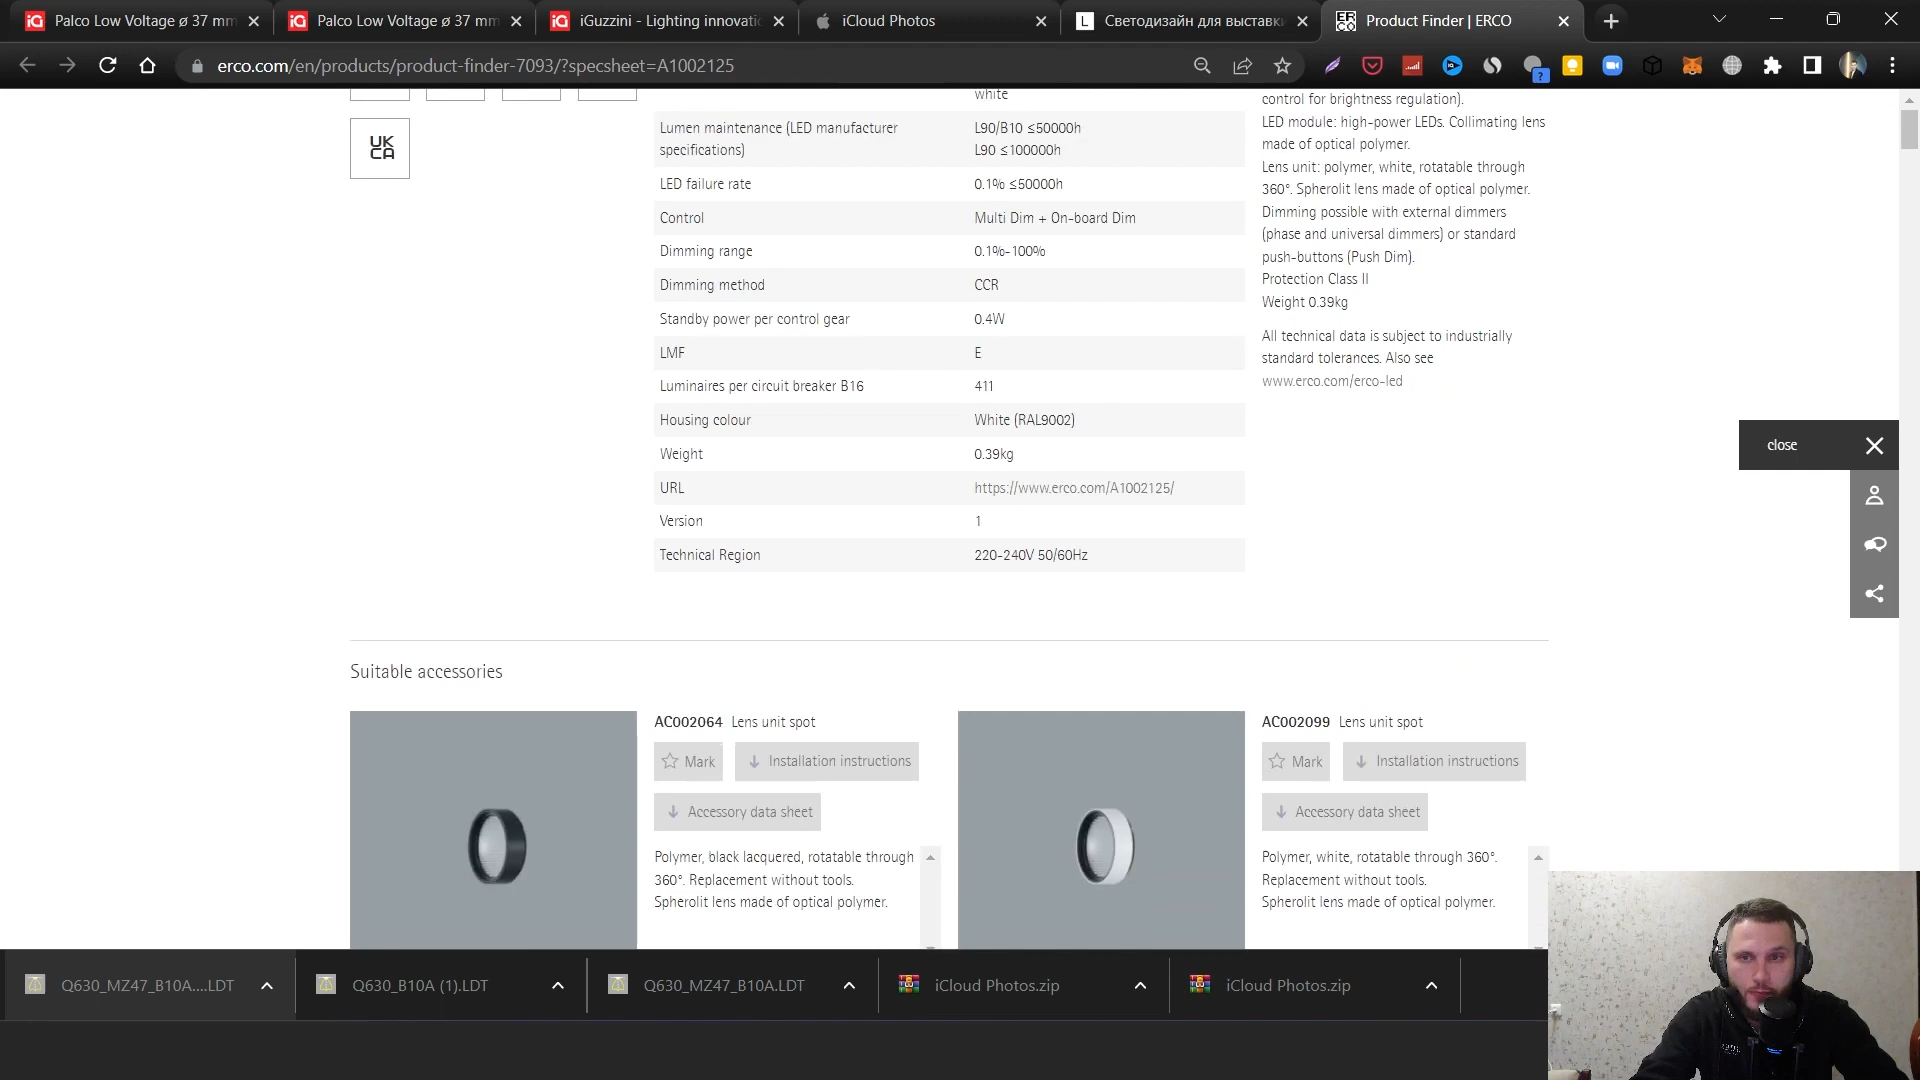 Palco Low Voltage ø 37 mm
Palco Low Voltage ø 37 mm
iGuzzini - Lighting innovatio
iCloud Photos
L Светодизайн для выставки
Product Finder | ERCO
erco.com/en/products/product-finder-7093/?specsheet=A1002125
UK
CA
white
Lumen maintenance (LED manufacturer
specifications)
L90/B10 ≤50000h
L90 ≤100000h
LED failure rate
0.1% ≤50000h
Control
Multi Dim + On-board Dim
Dimming range
0.1%-100%
Dimming method
CCR
Standby power per control gear
0.4W
LMF
E
Luminaires per circuit breaker B16
411
Housing colour
White (RAL9002)
Weight
0.39kg
URL
https://www.erco.com/A1002125/
Version
1
Technical Region
220-240V 50/60Hz
control for brightness regulation).
LED module: high-power LEDs. Collimating lens
made of optical polymer.
Lens unit: polymer, white, rotatable through
360°. Spherolit lens made of optical polymer.
Dimming possible with external dimmers
(phase and universal dimmers) or standard
push-buttons (Push Dim).
Protection Class II
Weight 0.39kg
All technical data is subject to industrially
standard tolerances. Also see
www.erco.com/erco-led
close
Suitable accessories
AC002064 Lens unit spot
Mark
Installation instructions
Accessory data sheet
Polymer, black lacquered, rotatable through
360°. Replacement without tools.
Spherolit lens made of optical polymer.
AC002099 Lens unit spot
Mark
Installation instructions
Accessory data sheet
Polymer, white, rotatable through 360°.
Replacement without tools.
Spherolit lens made of optical polymer.
Q630_MZ47_B10A....LDT
Q630_B10A (1).LDT
Q630_MZ47_B10A.LDT
iCloud Photos.zip
iCloud Photos.zip